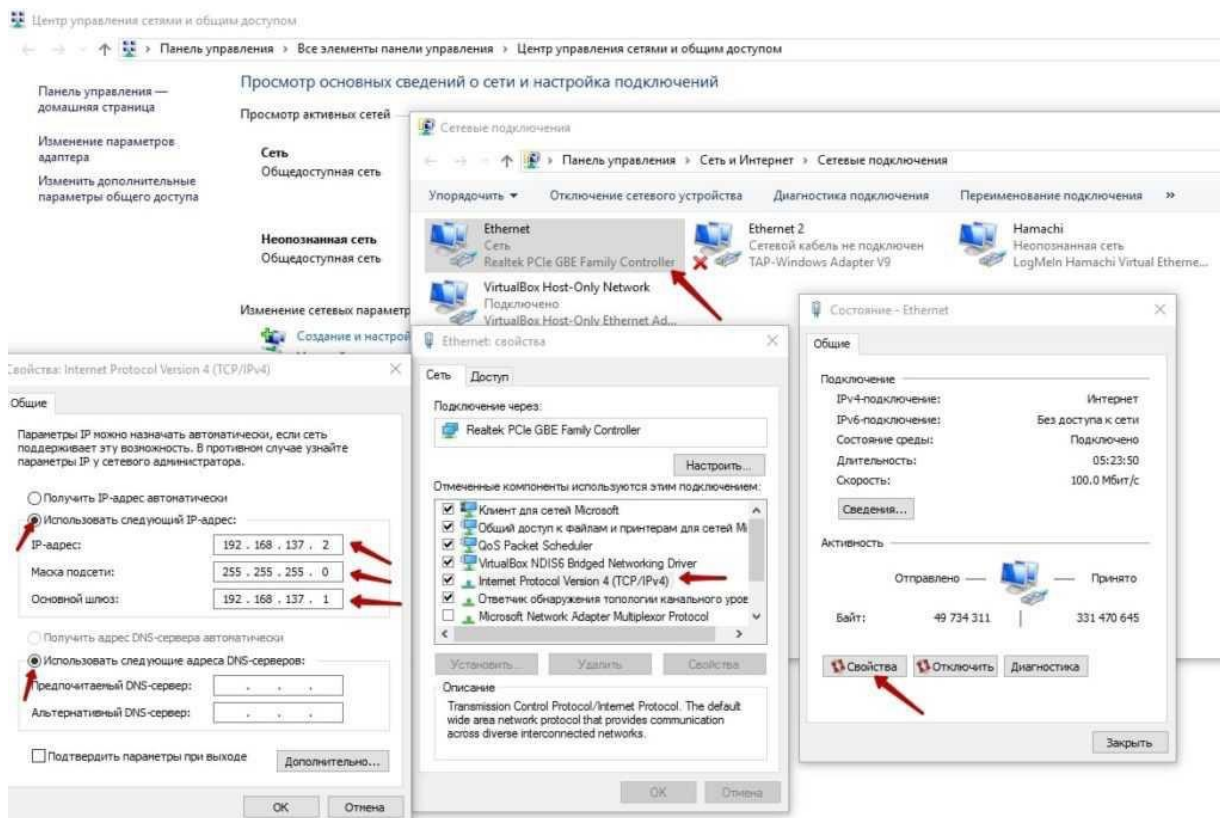 Центр управления сетями и общим доступом
Панель управления › Все элементы панели управления › Центр управления сетями и общим доступом
Панель управления —
домашняя страница
Изменение параметров
адаптера
Изменить дополнительные
параметры общего доступа
Просмотр основных сведений о сети и настройка подключений
Просмотр активных сетей
Сеть
Общедоступная сеть
Неопознанная сеть
Общедоступная сеть
Изменение сетевых параметр
Создание и настрой
Сетевые подключения
Панель управления › Сеть и Интернет › Сетевые подключения
Упорядочить Отключение сетевого устройства Диагностика подключения Переименование подключения »
Ethernet
Сеть
Realtek PCIe GBE Family Controller
Ethernet 2
Сетевой кабель не подключен
TAP-Windows Adapter V9
Hamachi
Неопознанная сеть
LogMeIn Hamachi Virtual Etherne...
VirtualBox Host-Only Network
Подключено
VirtualBox Host-Only Ethernet Ad...
Свойства: Internet Protocol Version 4 (TCP/IPv4)
Общие
Параметры IP можно назначать автоматически, если сеть
поддерживает эту возможность. В противном случае узнайте
параметры IP у сетевого администратора.
Получить IP-адрес автоматически
Использовать следующий IP-адрес:
IP-адрес: 192 . 168 . 137 . 2
Маска подсети: 255 . 255 . 255 . 0
Основной шлюз: 192 . 168 . 137 . 1
Получить адрес DNS-сервера автоматически
Использовать следующие адреса DNS-серверов:
Предпочитаемый DNS-сервер: . . .
Альтернативный DNS-сервер: . . .
Подтвердить параметры при выходе
Дополнительно...
ОК Отмена
Ethernet: свойства
Сеть Доступ
Подключение через:
Realtek PCIe GBE Family Controller
Настроить...
Отмеченные компоненты используются этим подключением:
Клиент для сетей Microsoft
Общий доступ к файлам и принтерам для сетей Mi
QoS Packet Scheduler
VirtualBox NDIS6 Bridged Networking Driver
Internet Protocol Version 4 (TCP/IPv4)
Ответчик обнаружения топологии канального уров
Microsoft Network Adapter Multiplexor Protocol
Установить... Удалить Свойства
Описание
Transmission Control Protocol/Internet Protocol. The default
wide area network protocol that provides communication
across diverse interconnected networks.
ОК Отмена
Состояние - Ethernet
Общие
Подключение
IPv4-подключение: Интернет
IPv6-подключение: Без доступа к сети
Состояние среды: Подключено
Длительность: 05:23:50
Скорость: 100.0 Мбит/с
Сведения...
Активность
Отправлено — — Принято
Байт: 49 734 311 | 331 470 645
Свойства Отключить Диагностика
Закрыть